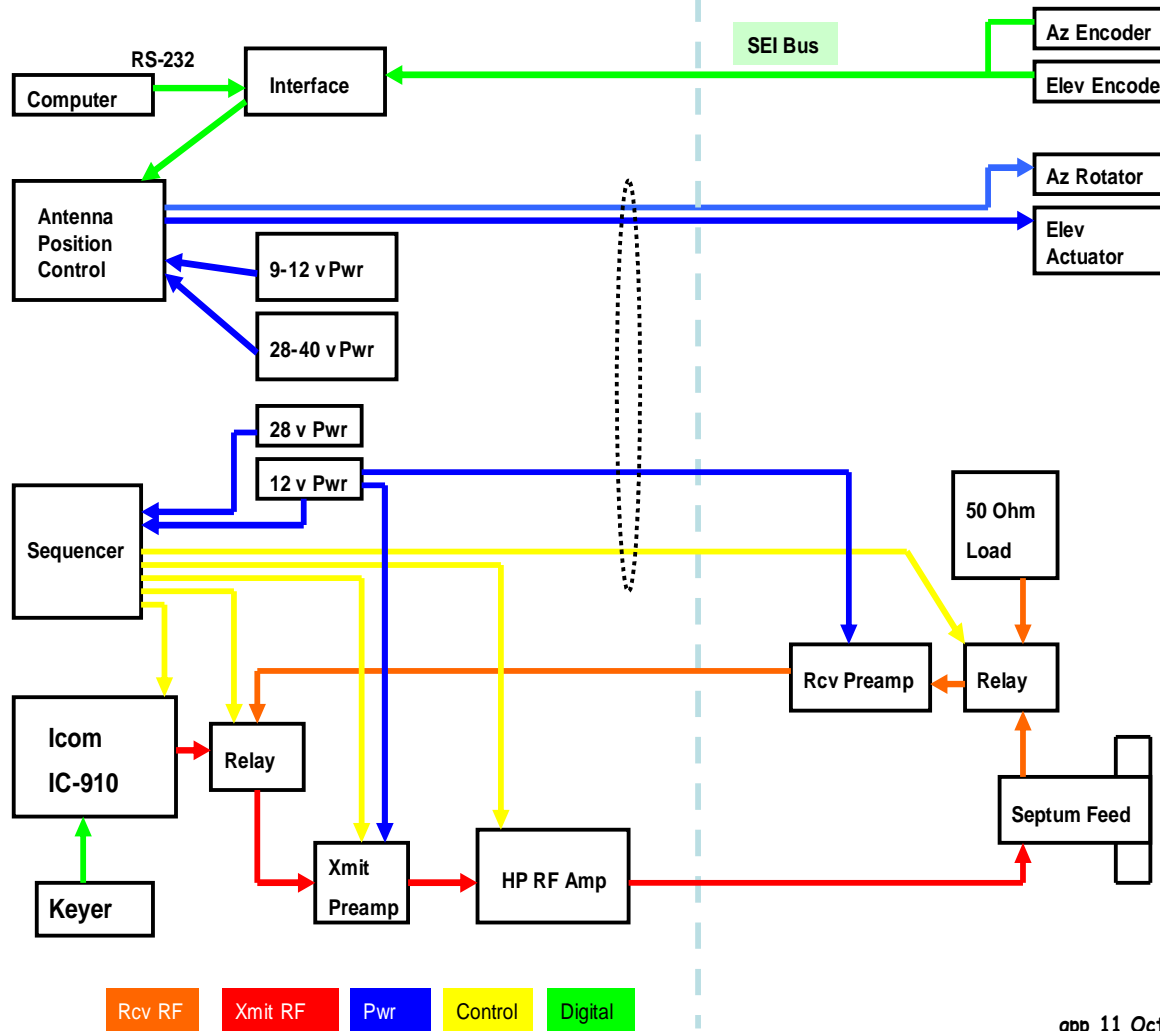 SEI Bus
Az Encoder
RS-232
Computer
Interface
Elev Encode
Az Rotator
Antenna
Position
Control
Elev
Actuator
9-12 v Pwr
28-40 v Pwr
28 v Pwr
12 v Pwr
Sequencer
50 Ohm
Load
Rcv Preamp
Relay
Icom
IC-910
Relay
Septum Feed
Xmit
Preamp
HP RF Amp
Keyer
Rcv RF
Xmit RF
Pwr
Control
Digital
11 Oct